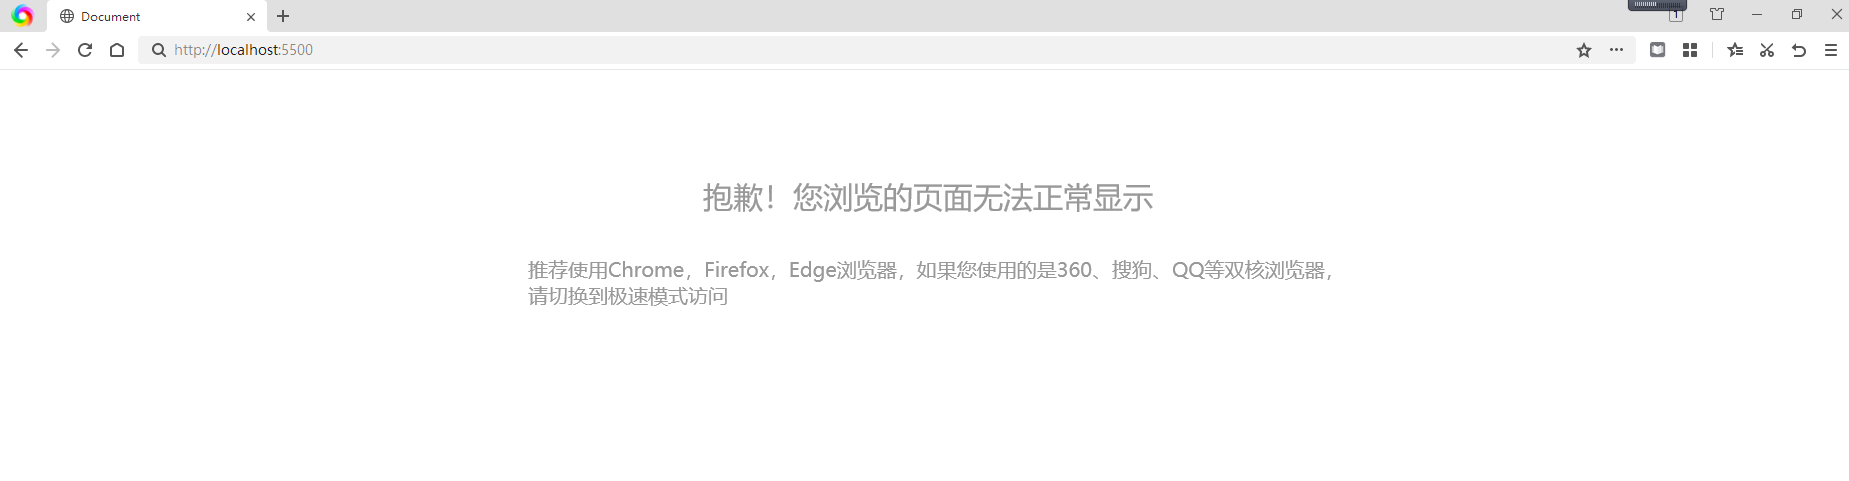 Document
1
http://localhost:5500
抱歉！您浏览的页面无法正常显示
推荐使用Chrome，Firefox，Edge浏览器，如果您使用的是360、搜狗、QQ等双核浏览器，
请切换到极速模式访问